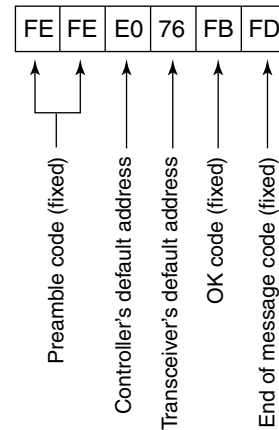 FE FE E0 76 FB FD
Preamble code (fixed)
Controller's default address
Transceiver's default address
OK code (fixed)
End of message code (fixed)